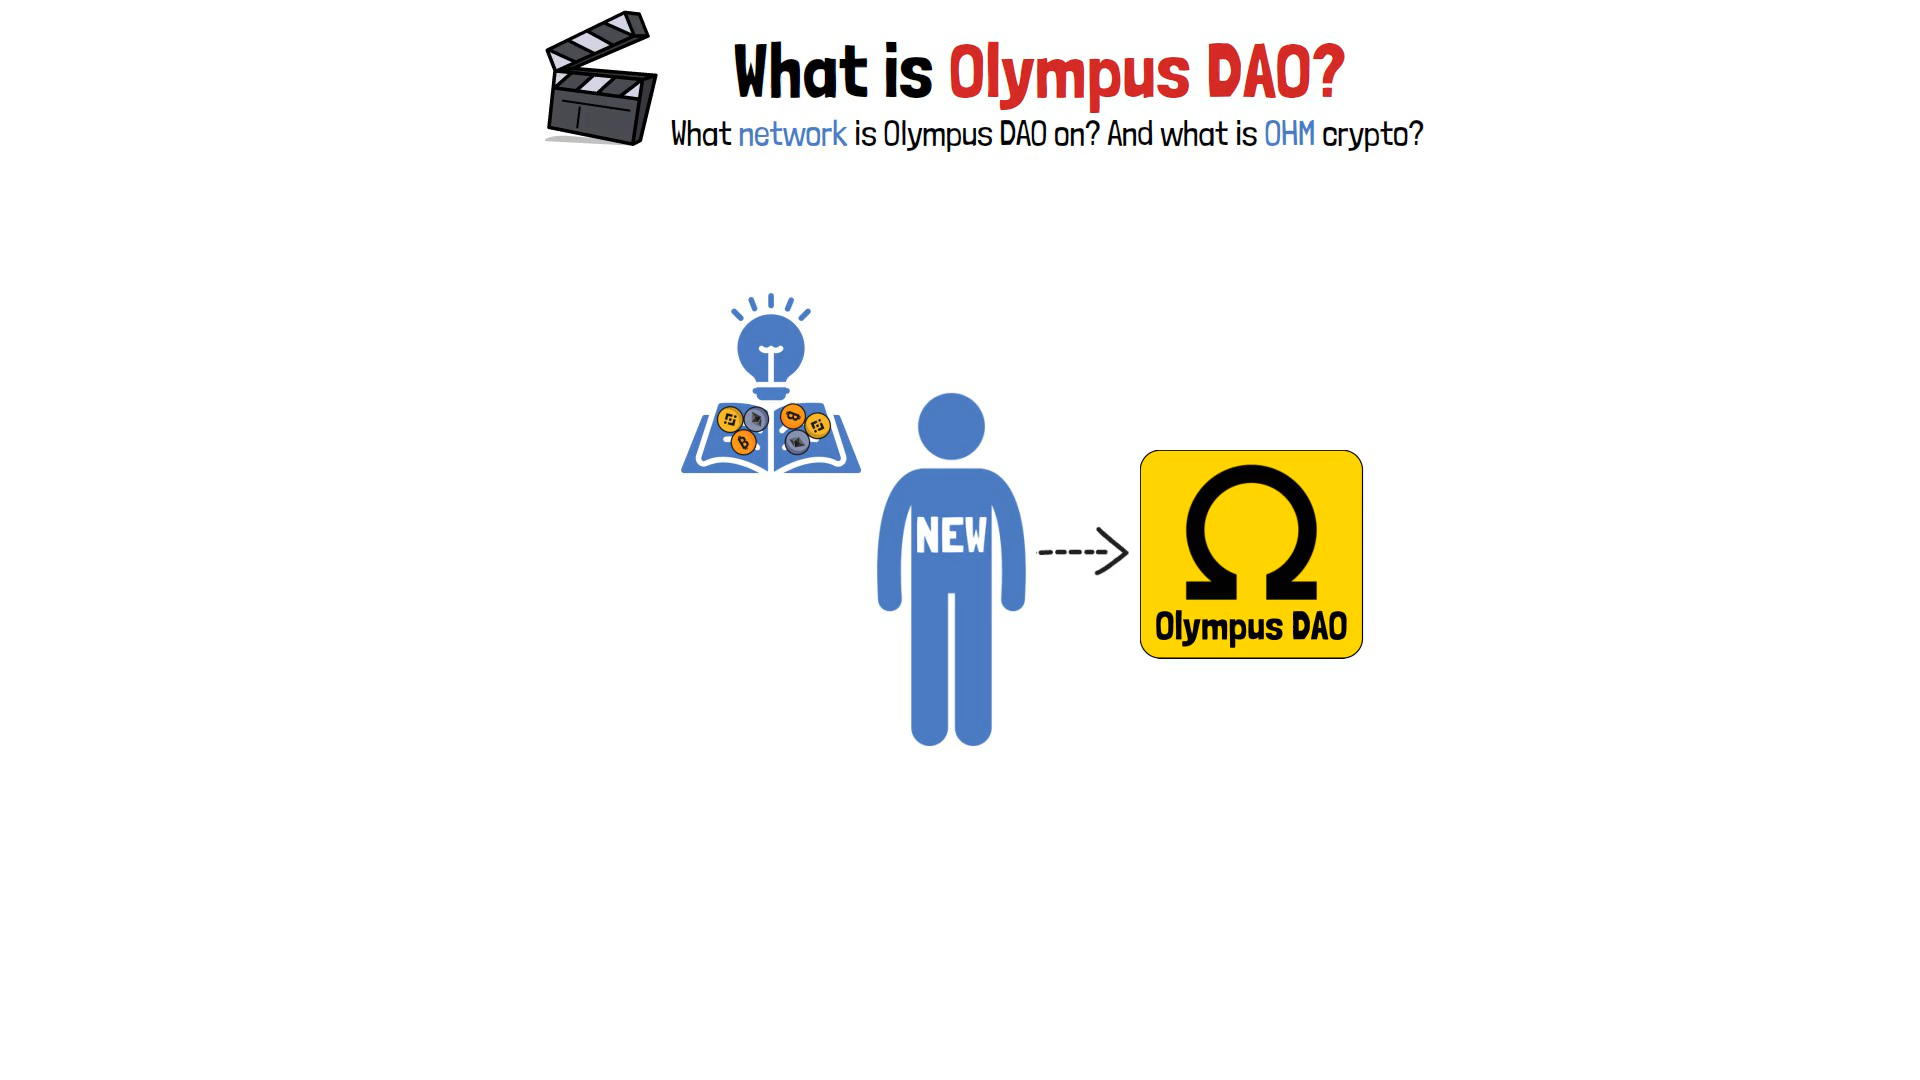 What is Olympus DAO?
What network is Olympus DAO on? And what is OHM crypto?
NEW
Olympus DAO